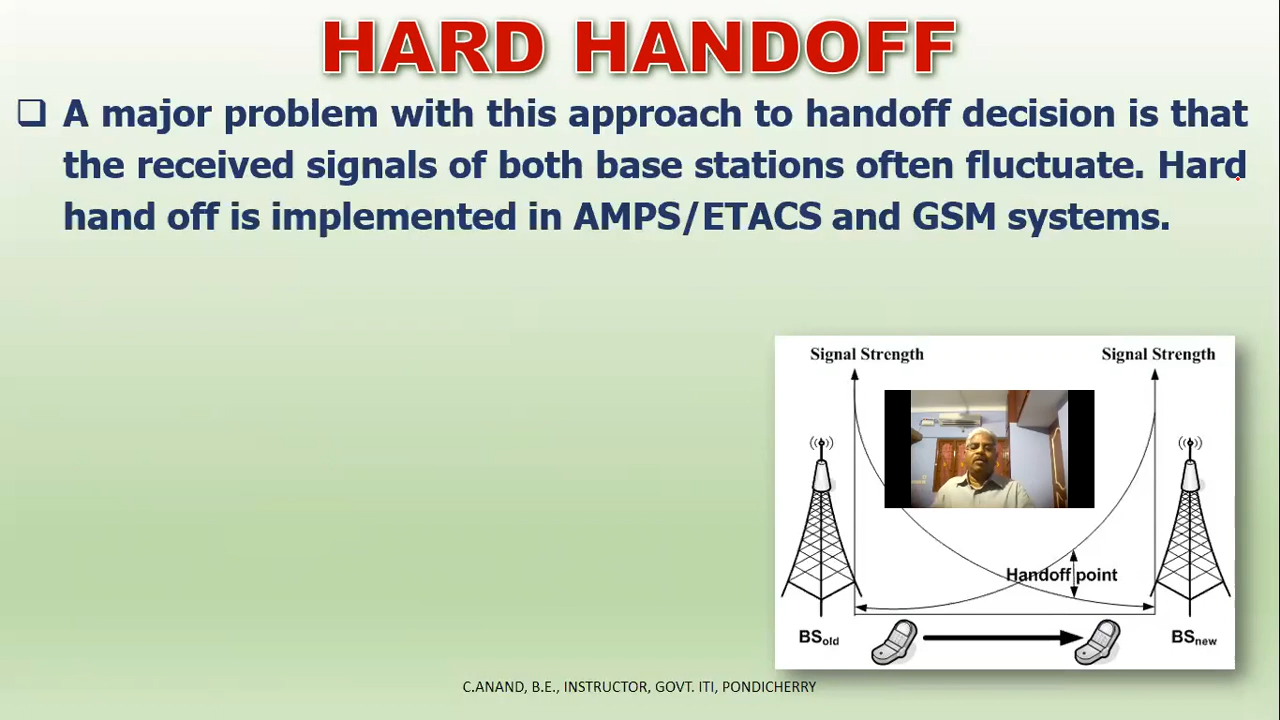 HARD HANDOFF
❑ A major problem with this approach to handoff decision is that
the received signals of both base stations often fluctuate. Hard
hand off is implemented in AMPS/ETACS and GSM systems.
Signal Strength Signal Strength
Handoff point
BSold BSnew
C.ANAND, B.E., INSTRUCTOR, GOVT. ITI, PONDICHERRY